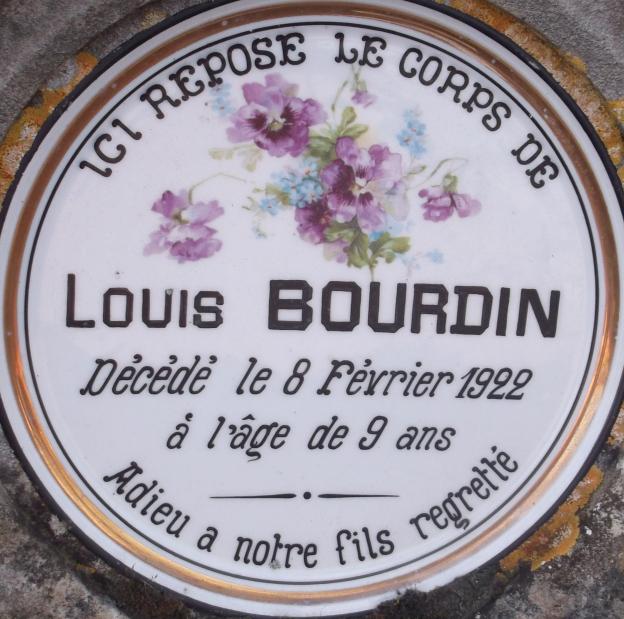 ICI REPOSE LE CORPS DE
LOUIS BOURDIN
Décédé le 8 Février 1922
á l'âge de 9 ans
Adieu a notre fils regretté